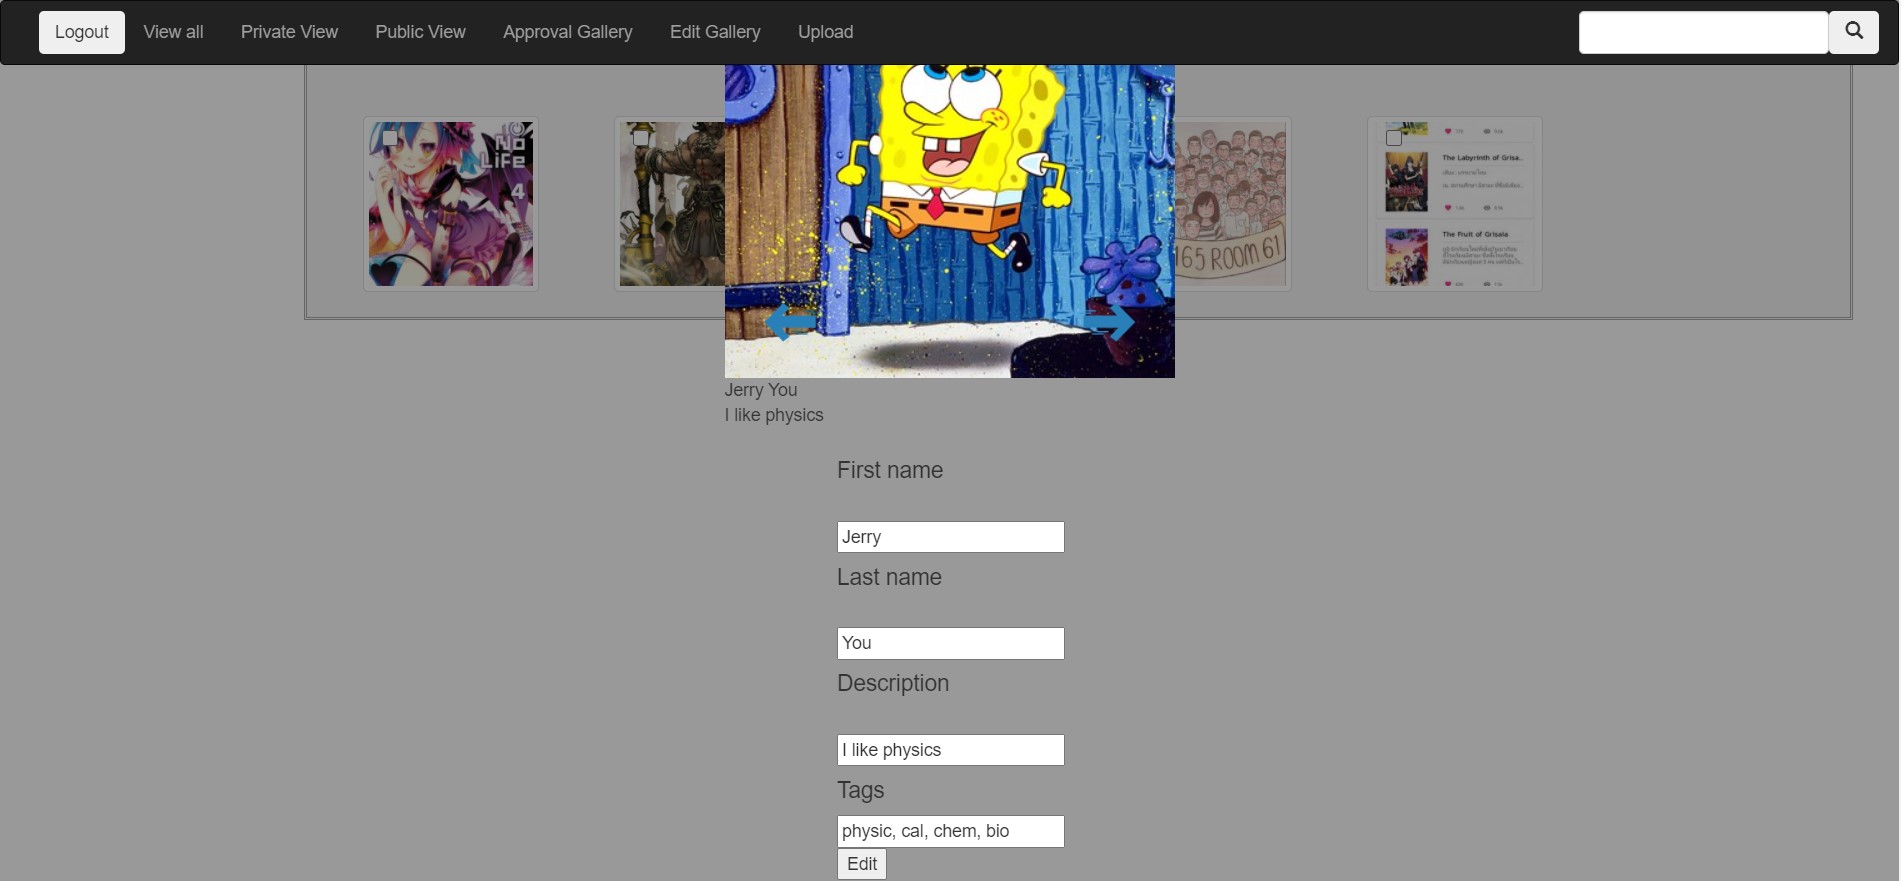 Logout View all Private View Public View Approval Gallery Edit Gallery Upload
No
LiFe
4
165 ROOM 61
The Labyrinth of Grisa..
The Fruit of Grisaia
Jerry You
I like physics
First name
Jerry
Last name
You
Description
I like physics
Tags
physic, cal, chem, bio
Edit